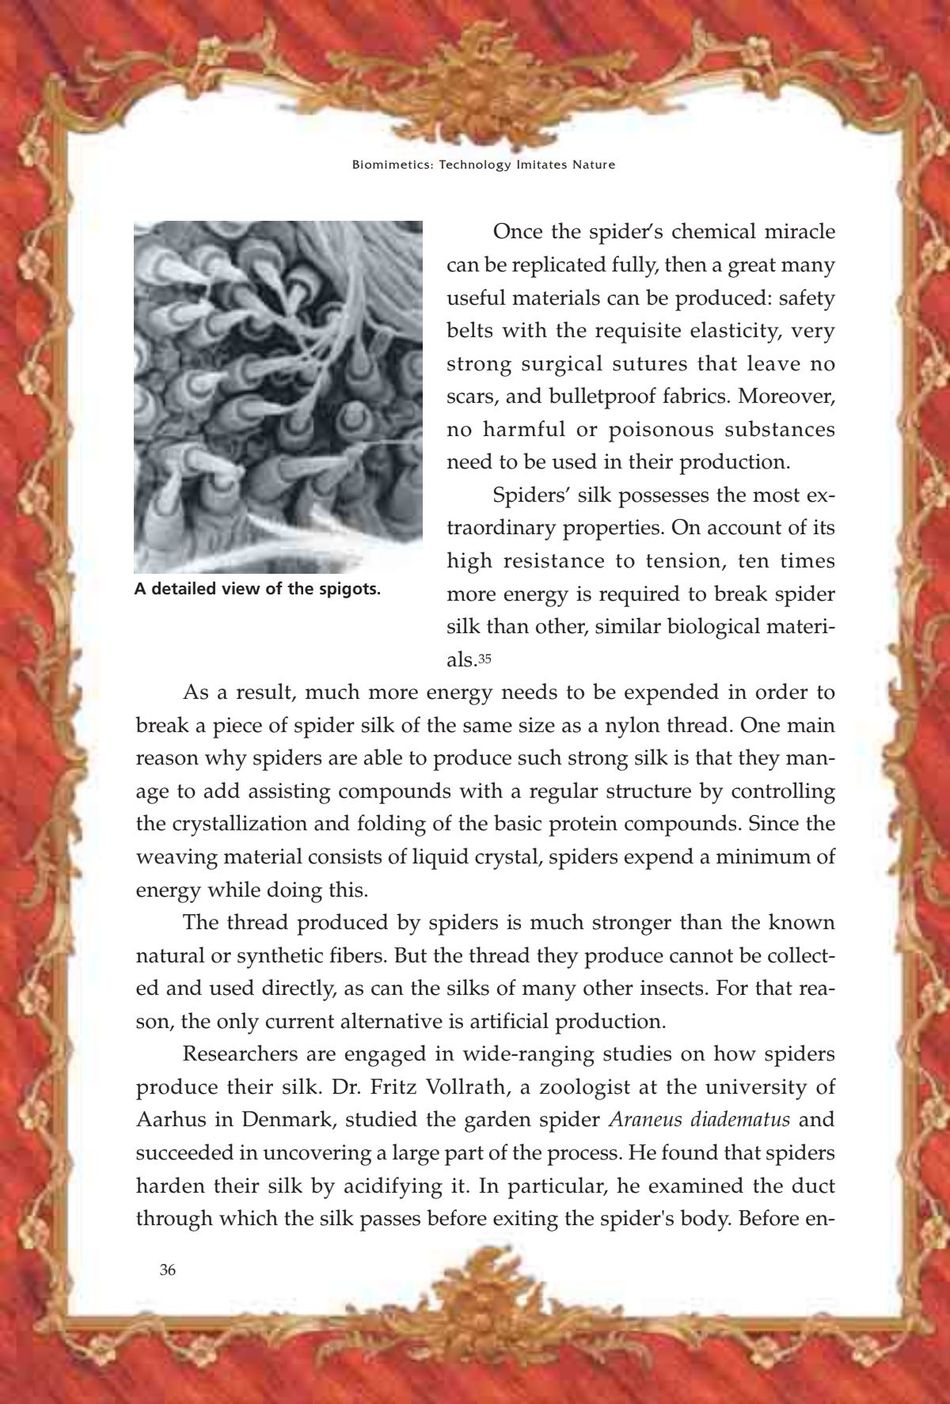 Biomimetics: Technology Imitates Nature
Once the spider's chemical miracle
can be replicated fully, then a great many
useful materials can be produced: safety
belts with the requisite elasticity, very
strong surgical sutures that leave no
scars, and bulletproof fabrics. Moreover,
no harmful or poisonous substances
need to be used in their production.
Spiders' silk possesses the most ex-
traordinary properties. On account of its
high resistance to tension, ten times
more energy is required to break spider
silk than other, similar biological materi-
als.35
A detailed view of the spigots.
As a result, much more energy needs to be expended in order to
break a piece of spider silk of the same size as a nylon thread. One main
reason why spiders are able to produce such strong silk is that they man-
age to add assisting compounds with a regular structure by controlling
the crystallization and folding of the basic protein compounds. Since the
weaving material consists of liquid crystal, spiders expend a minimum of
energy while doing this.
The thread produced by spiders is much stronger than the known
natural or synthetic fibers. But the thread they produce cannot be collect-
ed and used directly, as can the silks of many other insects. For that rea-
son, the only current alternative is artificial production.
Researchers are engaged in wide-ranging studies on how spiders
produce their silk. Dr. Fritz Vollrath, a zoologist at the university of
Aarhus in Denmark, studied the garden spider Araneus diadematus and
succeeded in uncovering a large part of the process. He found that spiders
harden their silk by acidifying it. In particular, he examined the duct
through which the silk passes before exiting the spider's body. Before en-
36